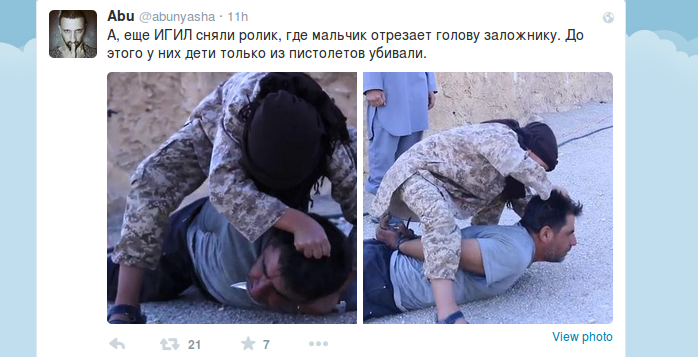 Abu @abunyasha · 11h
А, еще ИГИЛ сняли ролик, где мальчик отрезает голову заложнику. До
этого у них дети только из пистолетов убивали.
21 7
View photo